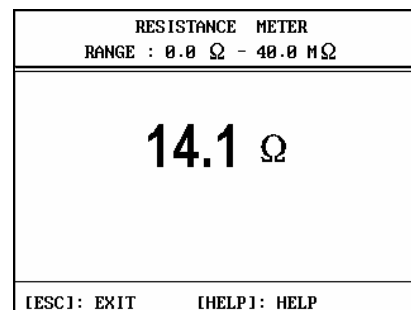 RESISTANCE METER
RANGE : 0.0 Ω - 40.0 MΩ
14.1 Ω
[ESC]: EXIT [HELP]: HELP